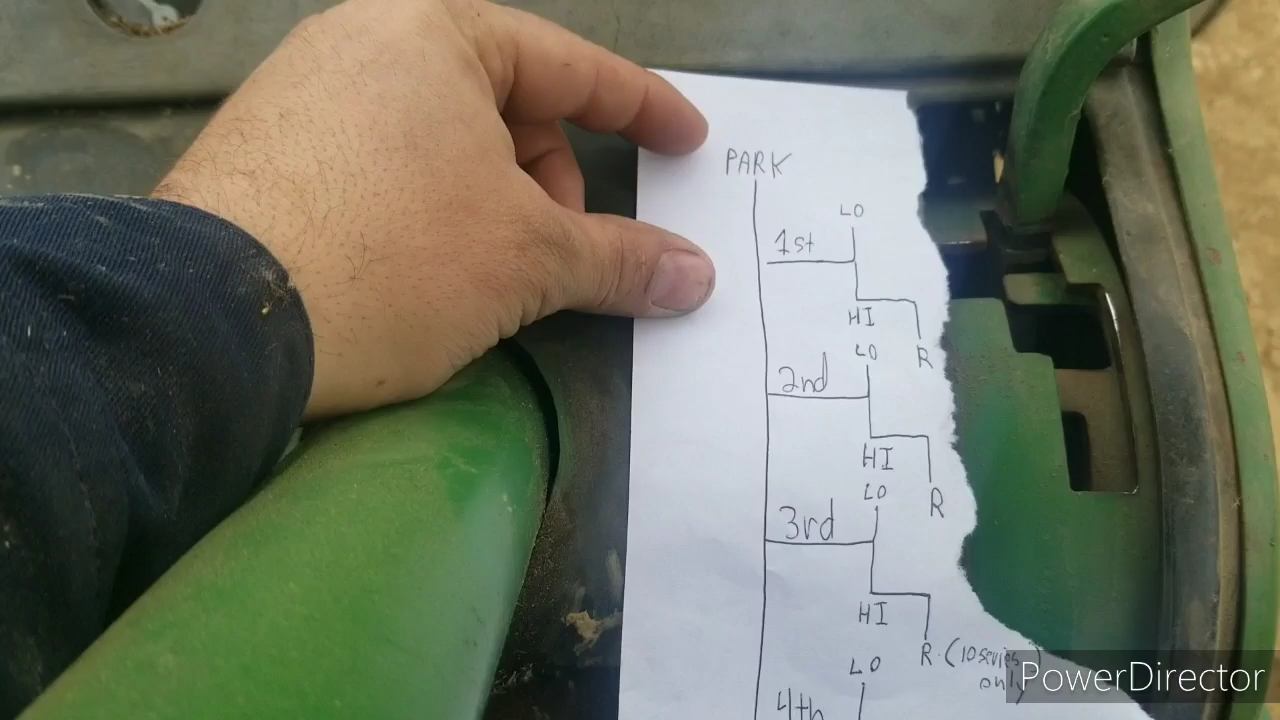 PARK
LO
1st
HI
R
LO
2nd
HI
R
LO
3rd
HI
R (10 series
only)
LO
4th
PowerDirector